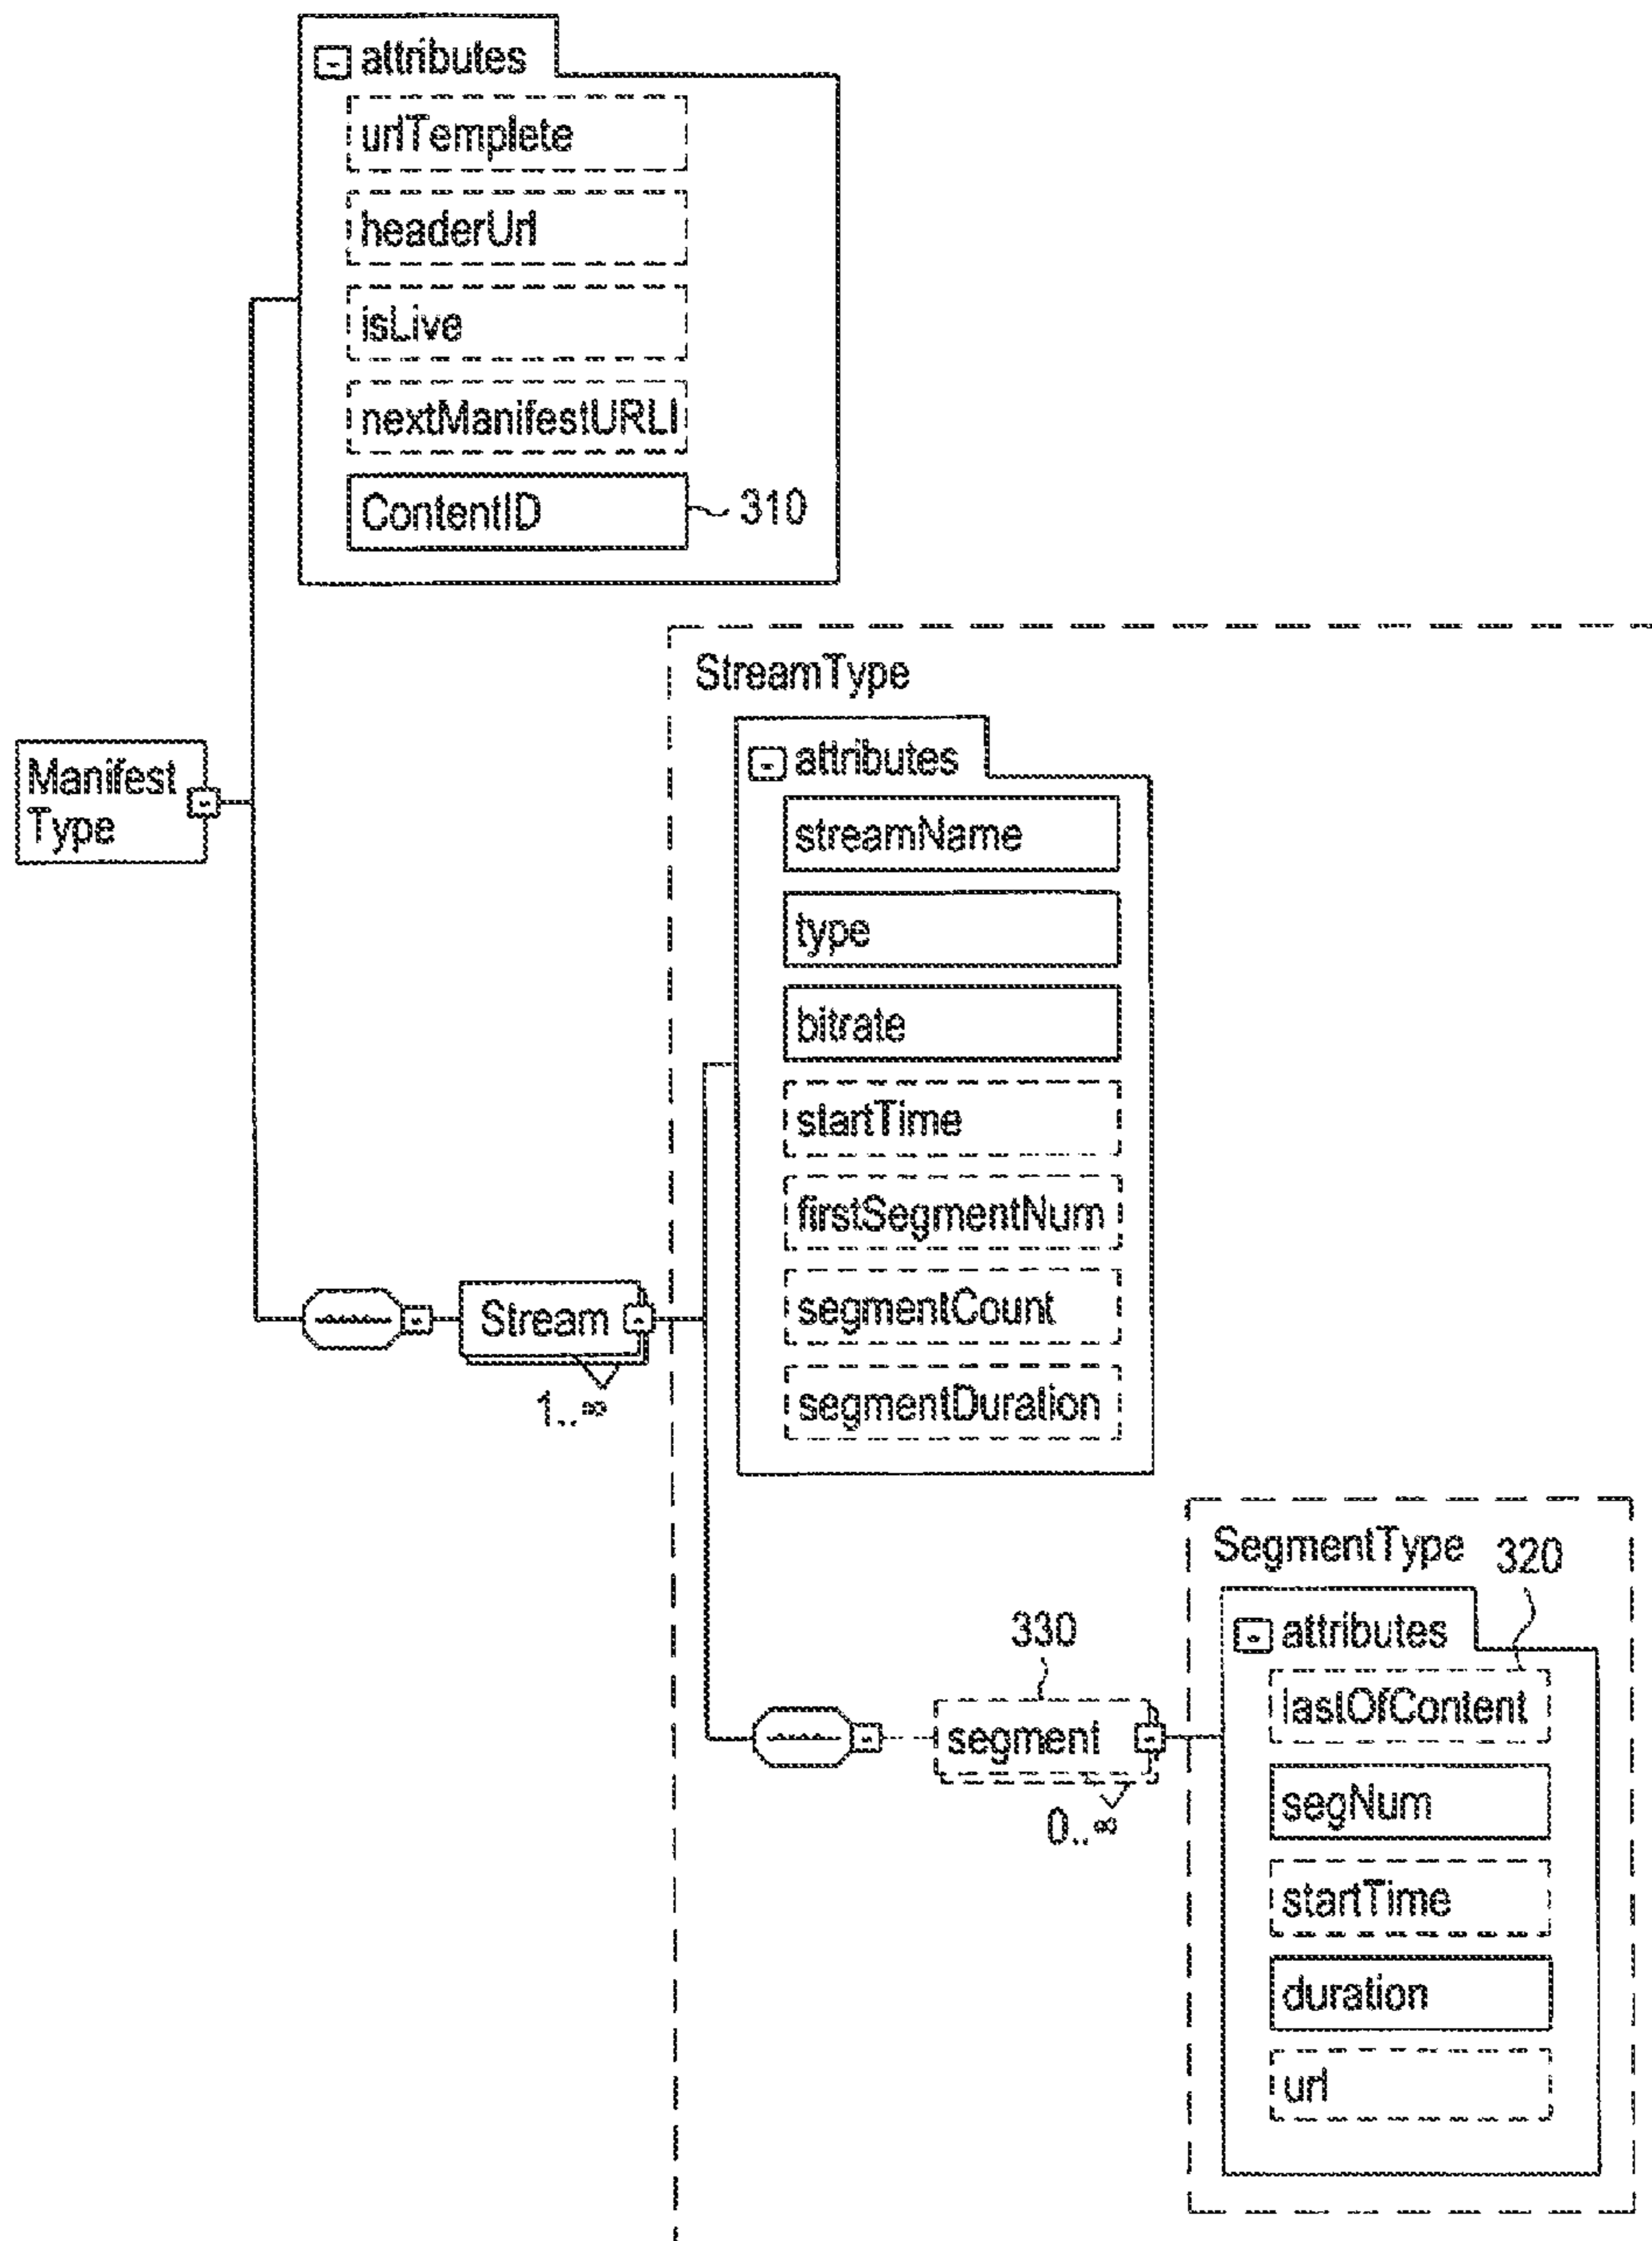 attributes
urlTemplete
headerUrl
isLive
nextManifestURLI
ContentID
310
StreamType
Manifest
Type
attributes
streamName
type
bitrate
startTime
firstSegmentNum
segmentCount
segmentDuration
Stream
1..∞
SegmentType
320
attributes
lastOfContent
segNum
startTime
duration
url
330
segment
0..∞